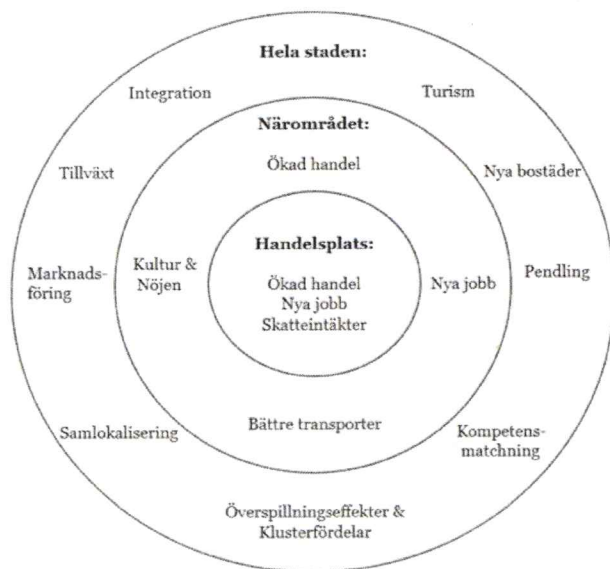 Hela staden:
Integration
Turism
Närområdet:
Ökad handel
Tillväxt
Nya bostäder
Handelsplats:
Ökad handel
Nya jobb
Skatteintäkter
Marknads-
föring
Kultur &
Nöjen
Nya jobb
Pendling
Samlokalisering
Bättre transporter
Kompetens-
matchning
Överspillningseffekter &
Klusterfördelar